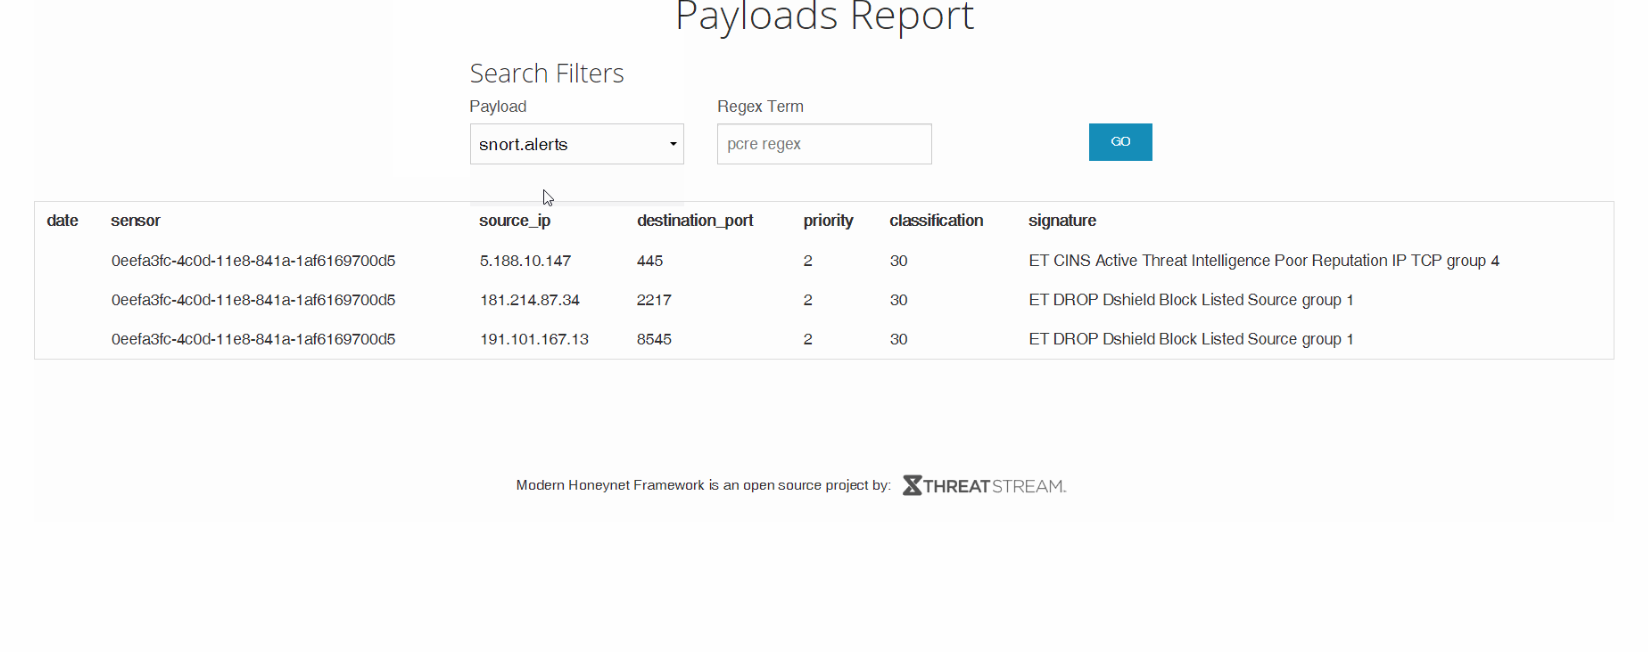 Payloads Report
Search Filters
Payload Regex Term
snort.alerts pcre regex GO
date sensor source_ip destination_port priority classification signature
0eefa3fc-4c0d-11e8-841a-1af6169700d5 5.188.10.147 445 2 30 ET CINS Active Threat Intelligence Poor Reputation IP TCP group 4
0eefa3fc-4c0d-11e8-841a-1af6169700d5 181.214.87.34 2217 2 30 ET DROP Dshield Block Listed Source group 1
0eefa3fc-4c0d-11e8-841a-1af6169700d5 191.101.167.13 8545 2 30 ET DROP Dshield Block Listed Source group 1
Modern Honeynet Framework is an open source project by: THREATSTREAM.